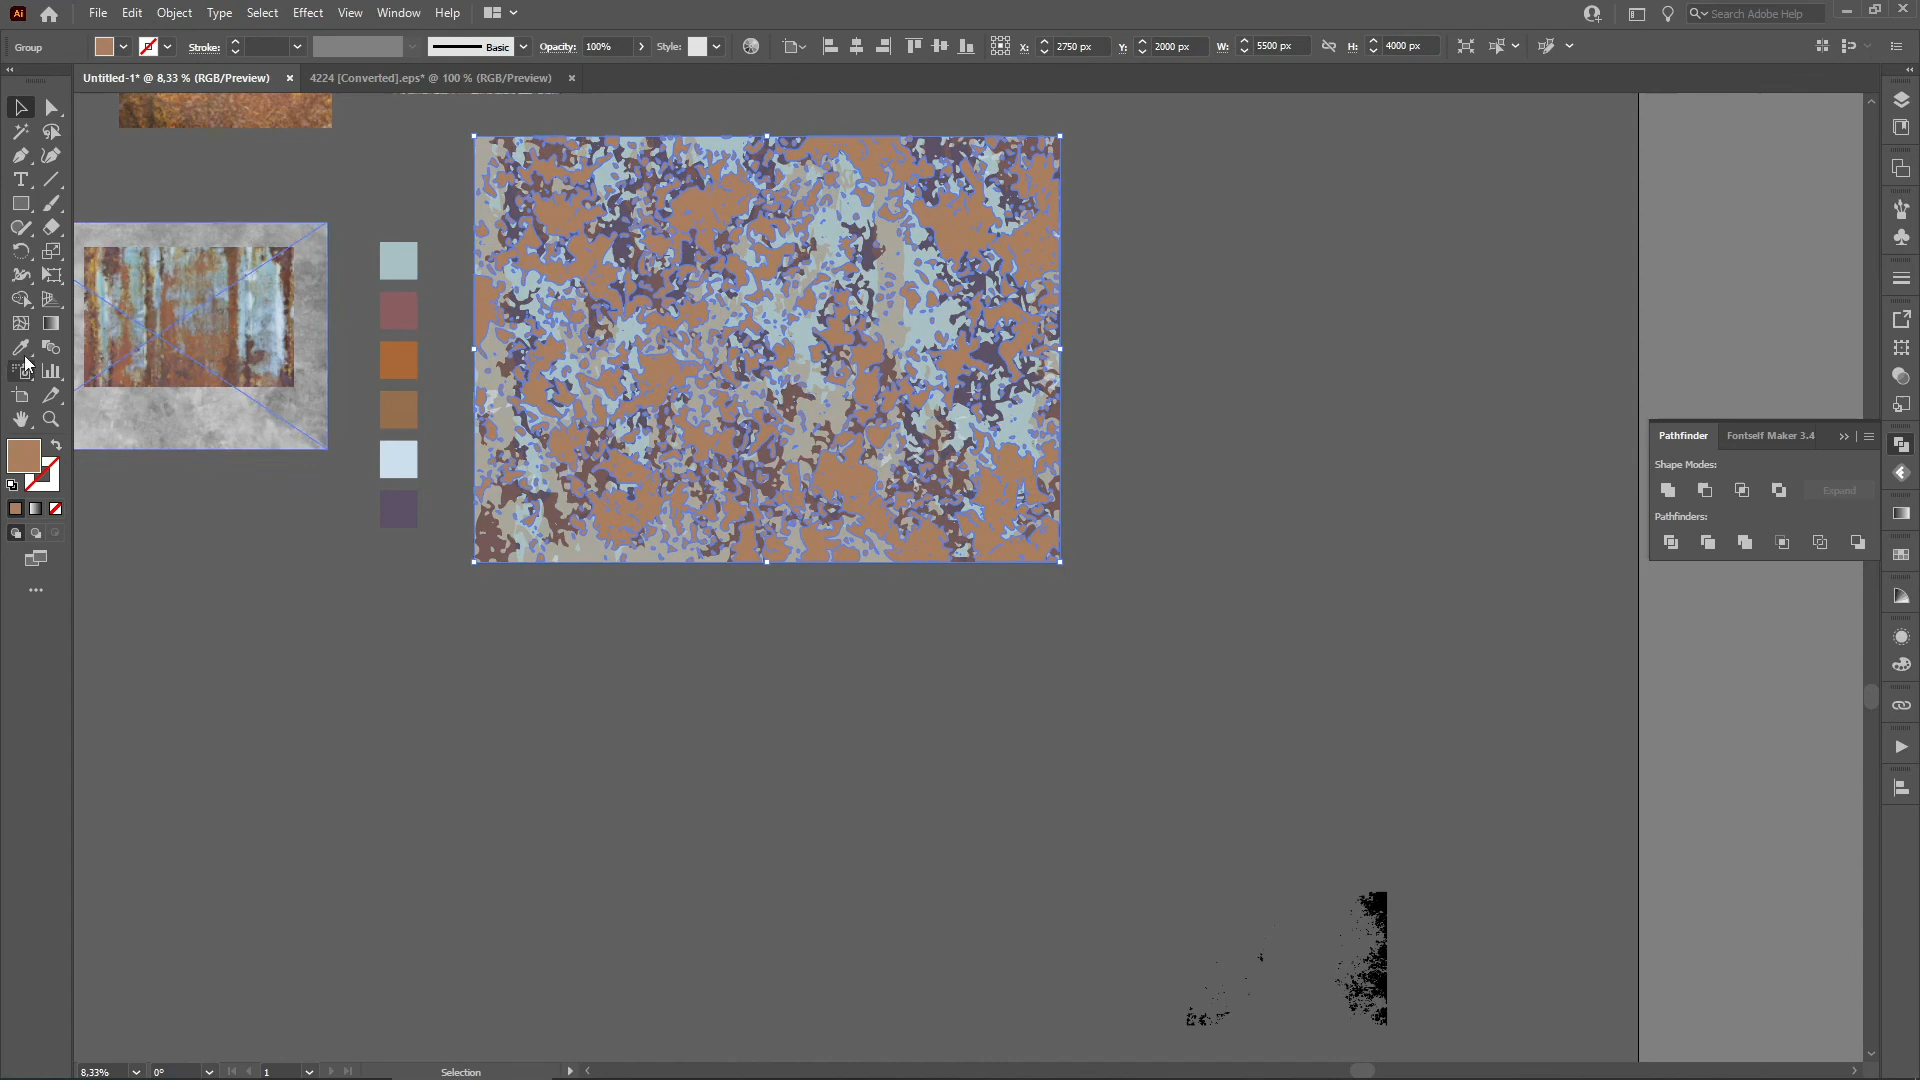 Ai File Edit Object Type Select Effect View Window Help Search Adobe Help
Group Stroke: Basic Opacity: 100% Style: X: 2750 px Y: 2000 px W: 5500 px H: 4000 px
Untitled-1* @ 8,33 % (RGB/Preview) × 4224 [Converted].eps* @ 100 % (RGB/Preview) ×
T
Pathfinder Fontself Maker 3.4
Shape Modes:
Expand
Pathfinders:
8,33% 0° 1 Selection